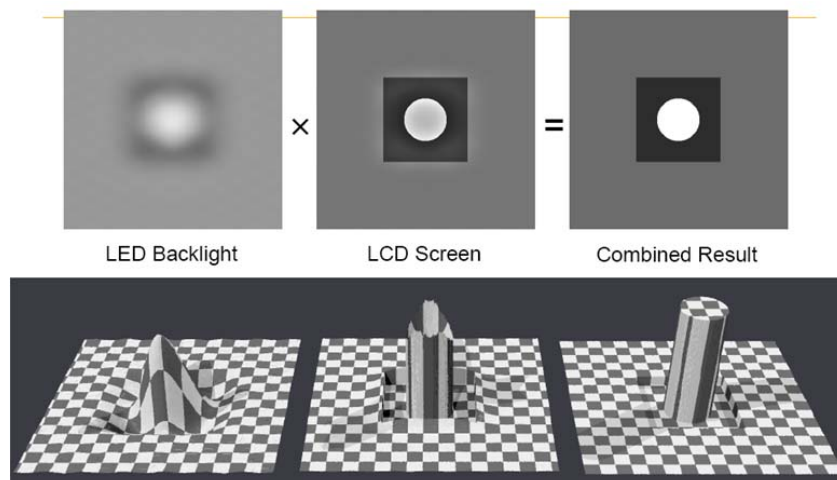 × =
LED Backlight LCD Screen Combined Result